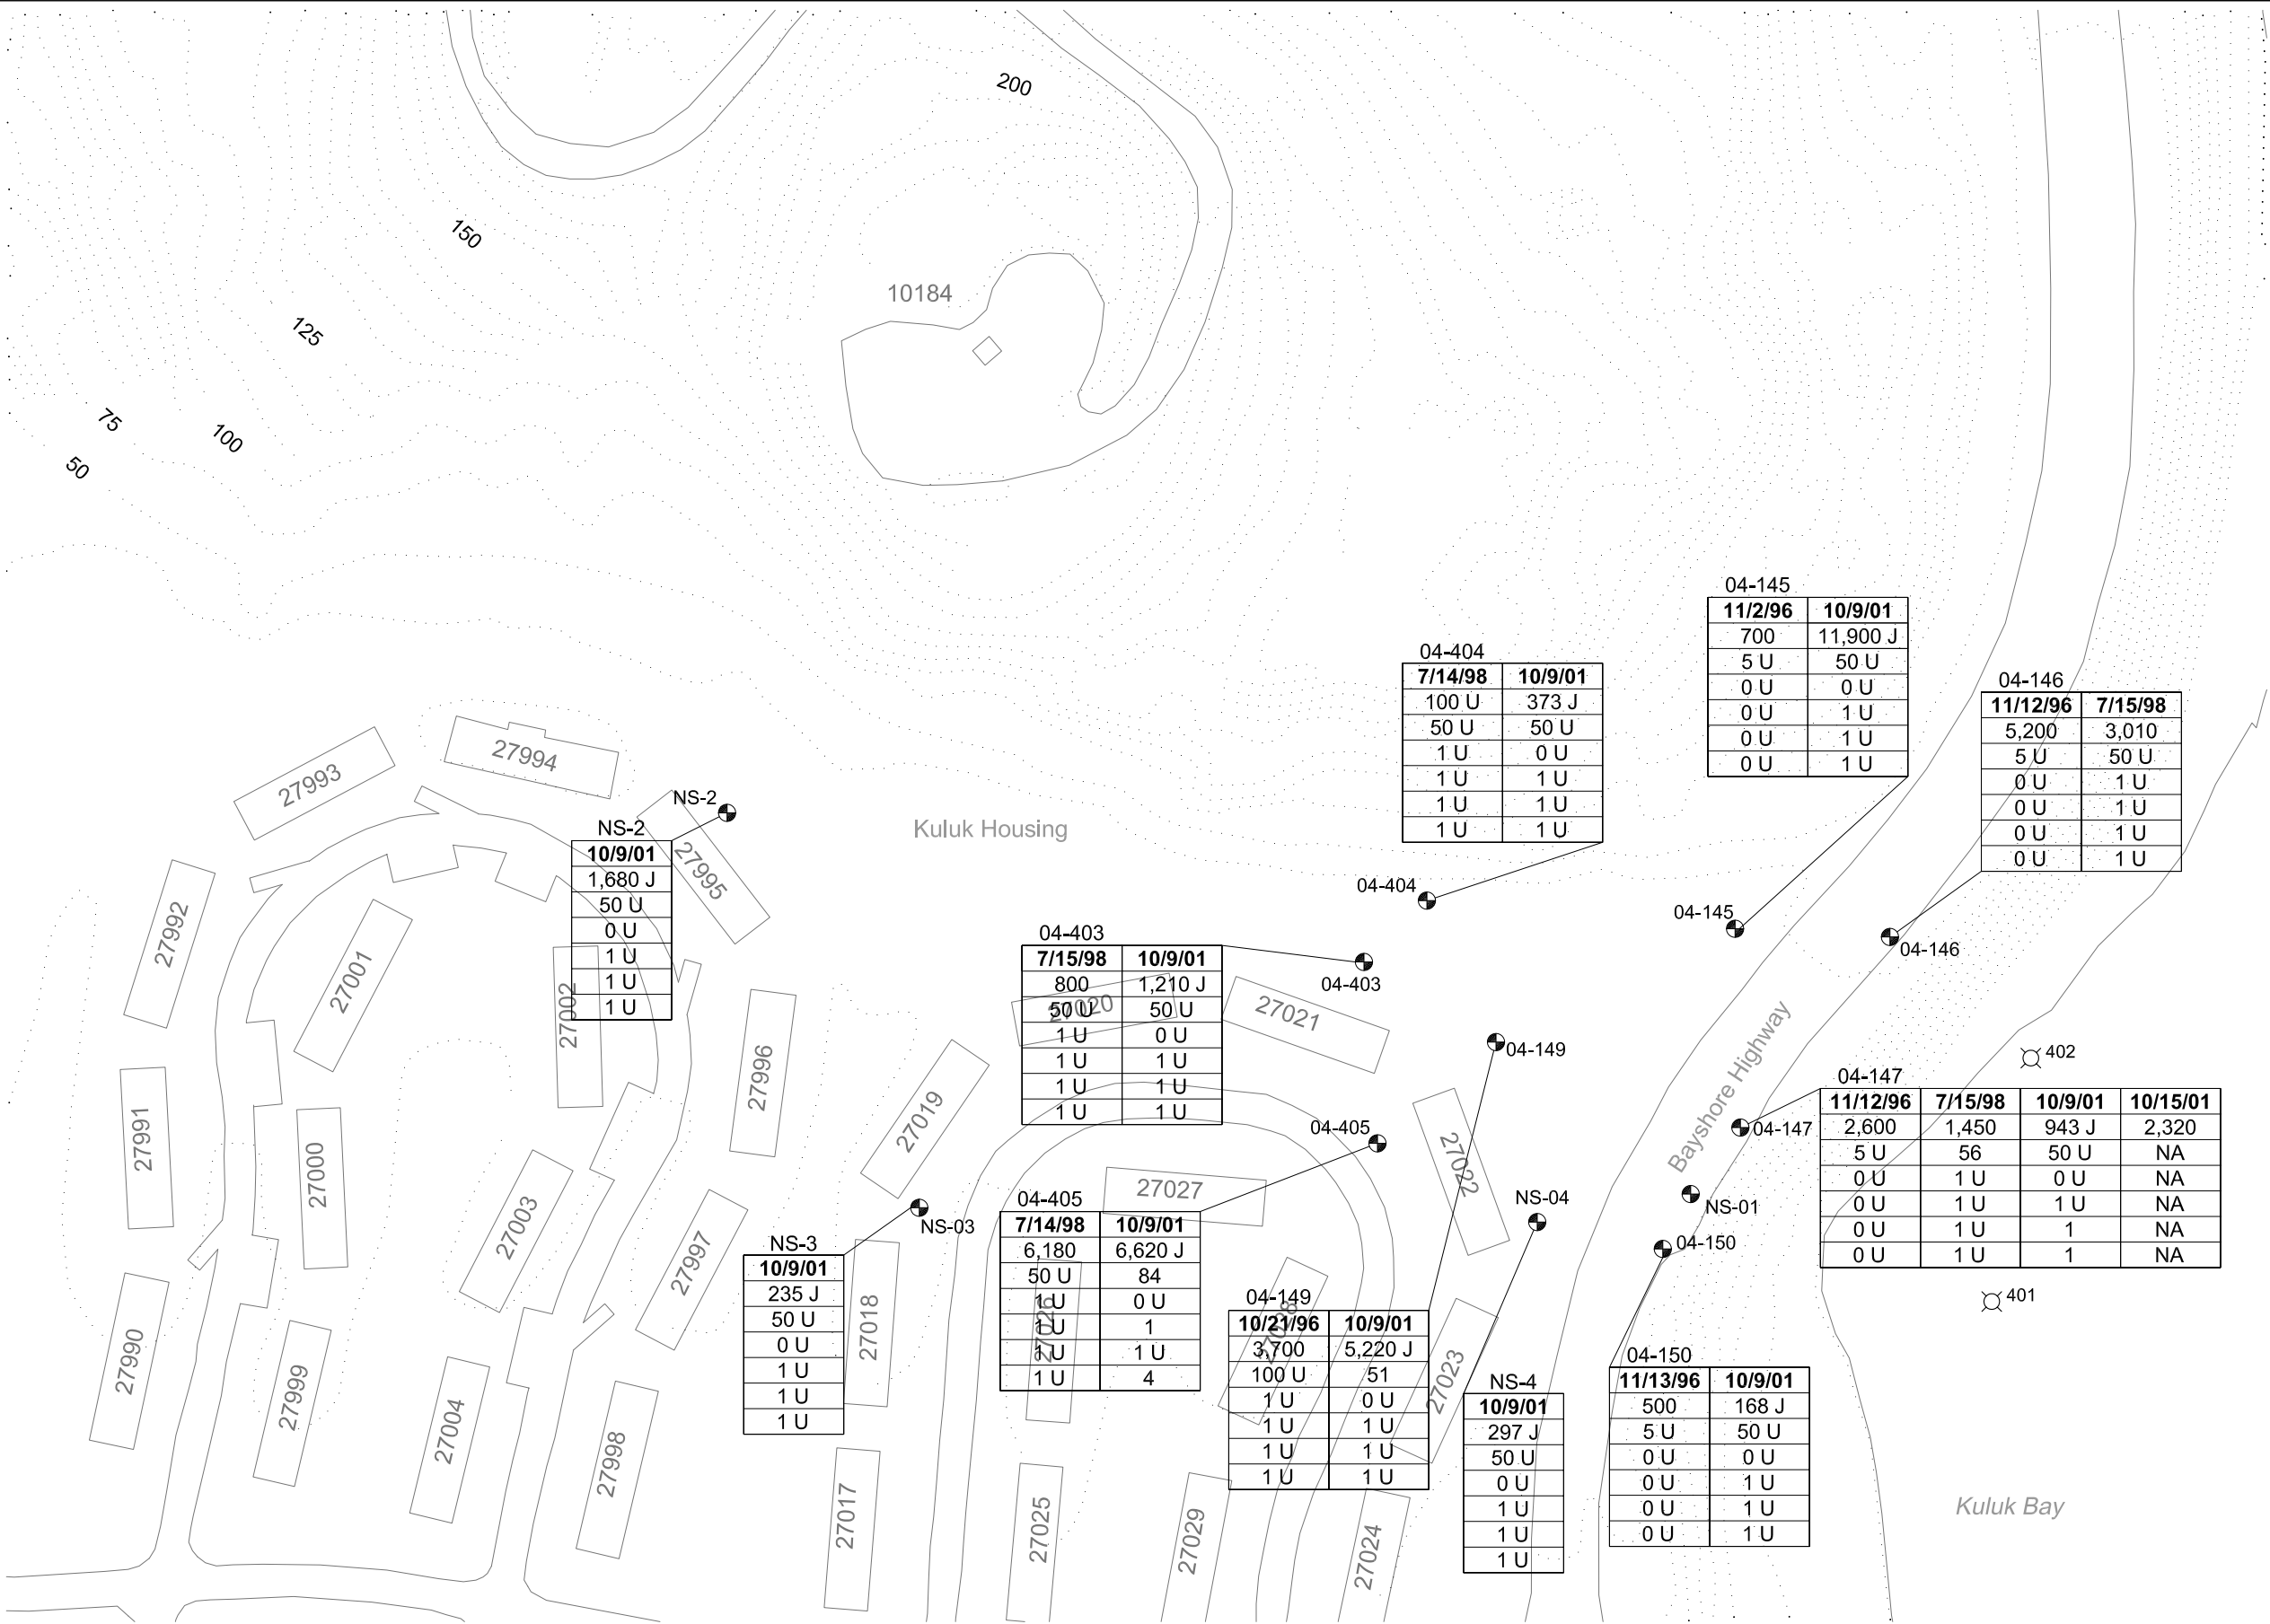 200
150
10184
125
75
100
50
04-145
11/2/96 10/9/01
700 11,900 J
5 U 50 U
0 U 0 U
0 U 1 U
0 U 1 U
0 U 1 U
04-404
7/14/98 10/9/01
100 U 373 J
50 U 50 U
1 U 0 U
1 U 1 U
1 U 1 U
1 U 1 U
04-146
11/12/96 7/15/98
5,200 3,010
5 U 50 U
0 U 1 U
0 U 1 U
0 U 1 U
0 U 1 U
27994
27993
NS-2
NS-2
10/9/01
1,680 J
50 U
0 U
1 U
1 U
1 U
27995
Kuluk Housing
04-404
04-145
04-146
27992
27001
27002
04-403
7/15/98 10/9/01
800 1,210 J
50 U 50 U
1 U 0 U
1 U 1 U
1 U 1 U
1 U 1 U
27020
04-403
27021
04-149
Bayshore Highway
402
27996
27019
04-405
27022
04-147
04-147
11/12/96 7/15/98 10/9/01 10/15/01
2,600 1,450 943 J 2,320
5 U 56 50 U NA
0 U 1 U 0 U NA
0 U 1 U 1 U NA
0 U 1 U 1 NA
0 U 1 U 1 NA
27991
27000
27003
27997
NS-03
27027
NS-04
NS-01
04-150
401
NS-3
10/9/01
235 J
50 U
0 U
1 U
1 U
1 U
27018
04-405
7/14/98 10/9/01
6,180 6,620 J
50 U 84
1 U 0 U
1 U 1
1 U 1 U
1 U 4
27026
04-149
10/21/96 10/9/01
3,700 5,220 J
100 U 51
1 U 0 U
1 U 1 U
1 U 1 U
1 U 1 U
27028
27023
NS-4
10/9/01
297 J
50 U
0 U
1 U
1 U
1 U
04-150
11/13/96 10/9/01
500 168 J
5 U 50 U
0 U 0 U
0 U 1 U
0 U 1 U
0 U 1 U
27990
27999
27004
27998
27017
27025
27029
27024
Kuluk Bay